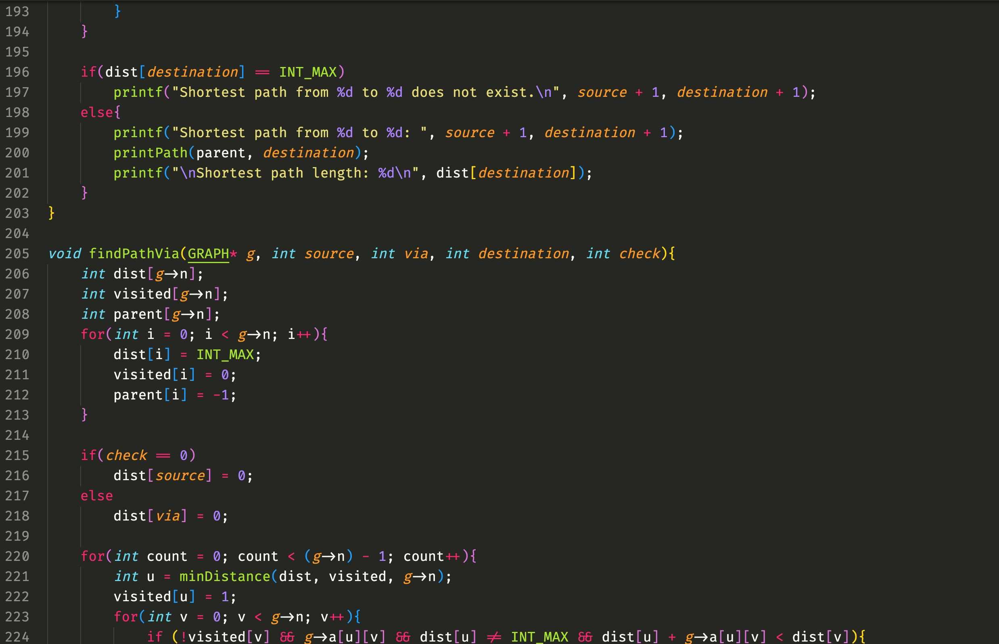 193 }
194 }
195
196 if(dist[destination] == INT_MAX)
197 printf("Shortest path from %d to %d does not exist.\n", source + 1, destination + 1);
198 else{
199 printf("Shortest path from %d to %d: ", source + 1, destination + 1);
200 printPath(parent, destination);
201 printf("\nShortest path length: %d\n", dist[destination]);
202 }
203 }
204
205 void findPathVia(GRAPH* g, int source, int via, int destination, int check){
206 int dist[g->n];
207 int visited[g->n];
208 int parent[g->n];
209 for(int i = 0; i < g->n; i++){
210 dist[i] = INT_MAX;
211 visited[i] = 0;
212 parent[i] = -1;
213 }
214
215 if(check == 0)
216 dist[source] = 0;
217 else
218 dist[via] = 0;
219
220 for(int count = 0; count < (g->n) - 1; count++){
221 int u = minDistance(dist, visited, g->n);
222 visited[u] = 1;
223 for(int v = 0; v < g->n; v++){
224 if (!visited[v] && g->a[u][v] && dist[u] != INT_MAX && dist[u] + g->a[u][v] < dist[v]){